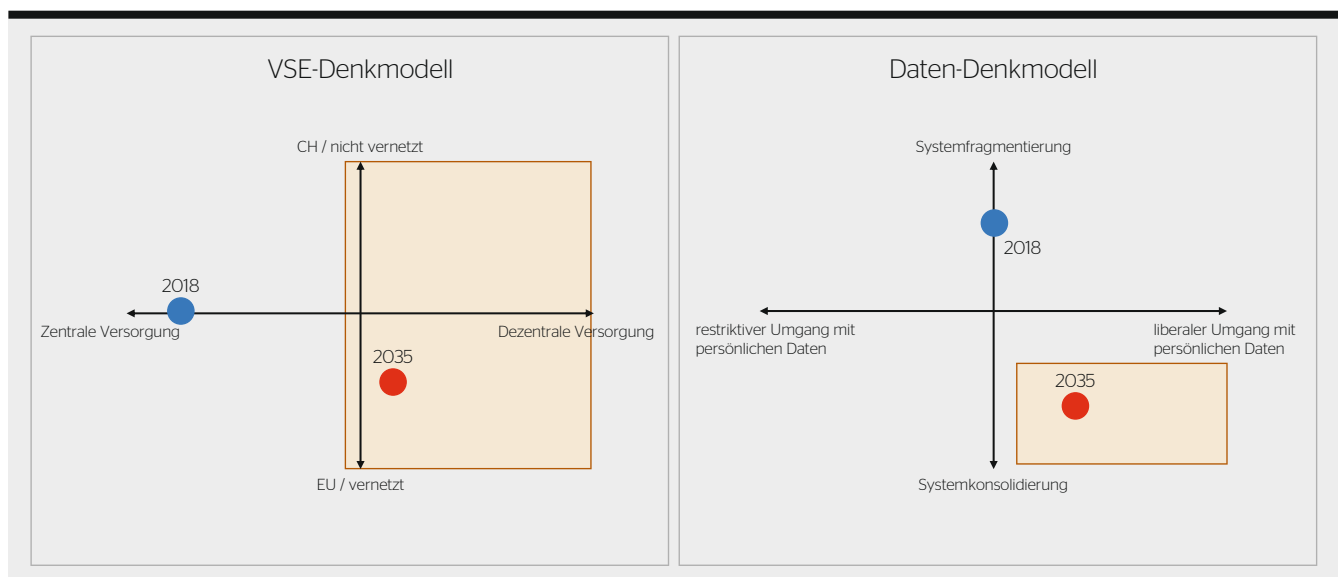 VSE-Denkmodell
CH / nicht vernetzt
2018
Zentrale Versorgung
Dezentrale Versorgung
2035
EU / vernetzt
Daten-Denkmodell
Systemfragmentierung
2018
restriktiver Umgang mit
persönlichen Daten
liberaler Umgang mit
persönlichen Daten
2035
Systemkonsolidierung